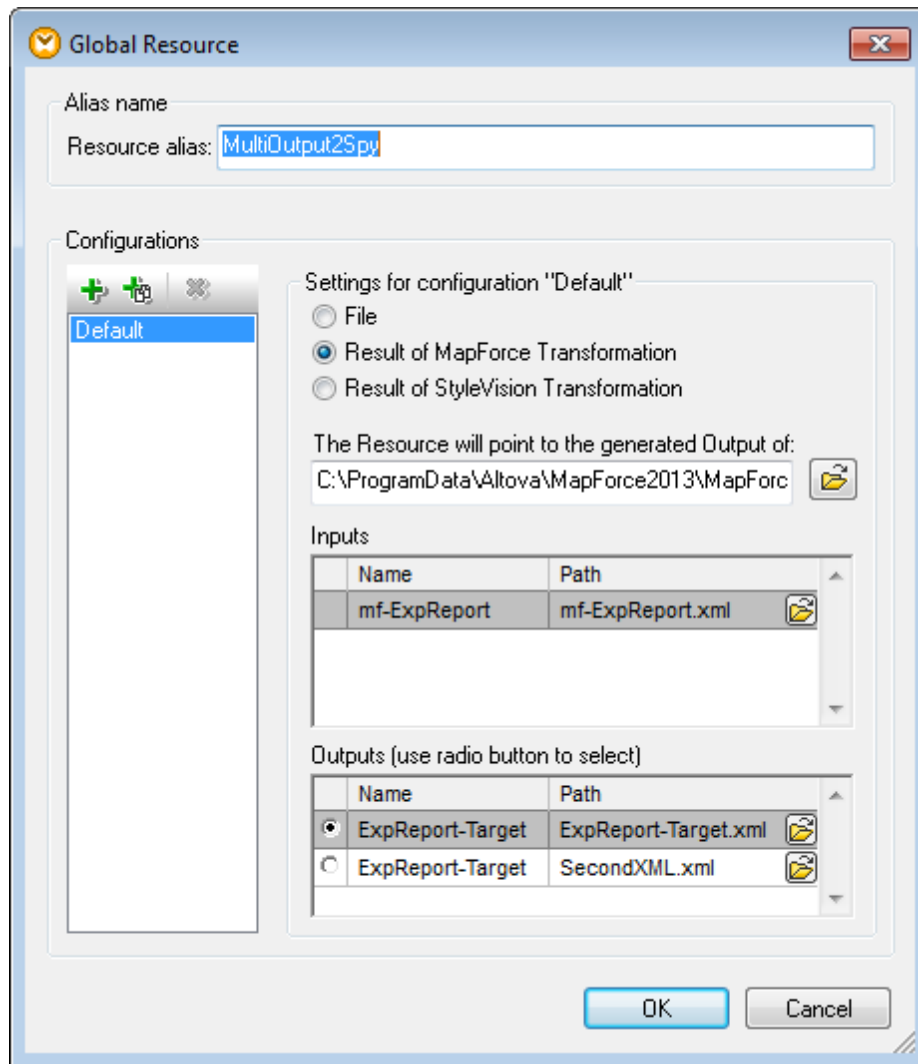 Global Resource
Alias name
Resource alias: MultiOutput2Spy
Configurations
Default
Settings for configuration "Default"
File
Result of MapForce Transformation
Result of StyleVision Transformation
The Resource will point to the generated Output of:
C:\ProgramData\Altova\MapForce2013\MapForc
Inputs
Name Path
mf-ExpReport mf-ExpReport.xml
Outputs (use radio button to select)
Name Path
ExpReport-Target ExpReport-Target.xml
ExpReport-Target SecondXML.xml
OK Cancel